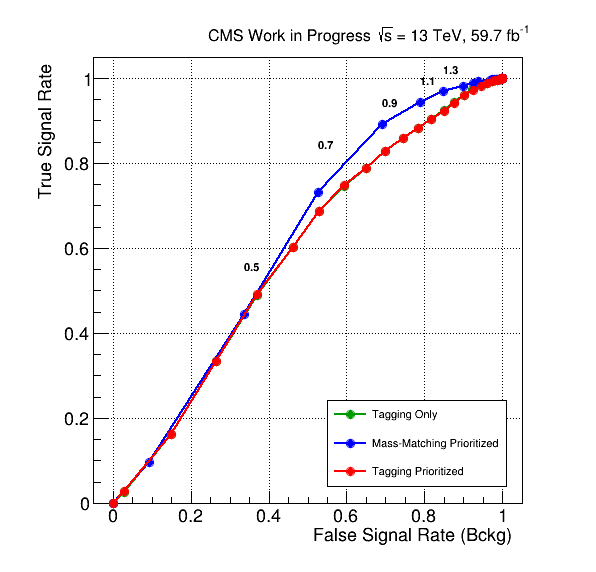 CMS Work in Progress √s = 13 TeV, 59.7 fb⁻¹
True Signal Rate
1
0.8
0.6
0.4
0.2
0
1.3
1.1
0.9
0.7
0.5
Tagging Only
Mass-Matching Prioritized
Tagging Prioritized
0 0.2 0.4 0.6 0.8 1
False Signal Rate (Bckg)